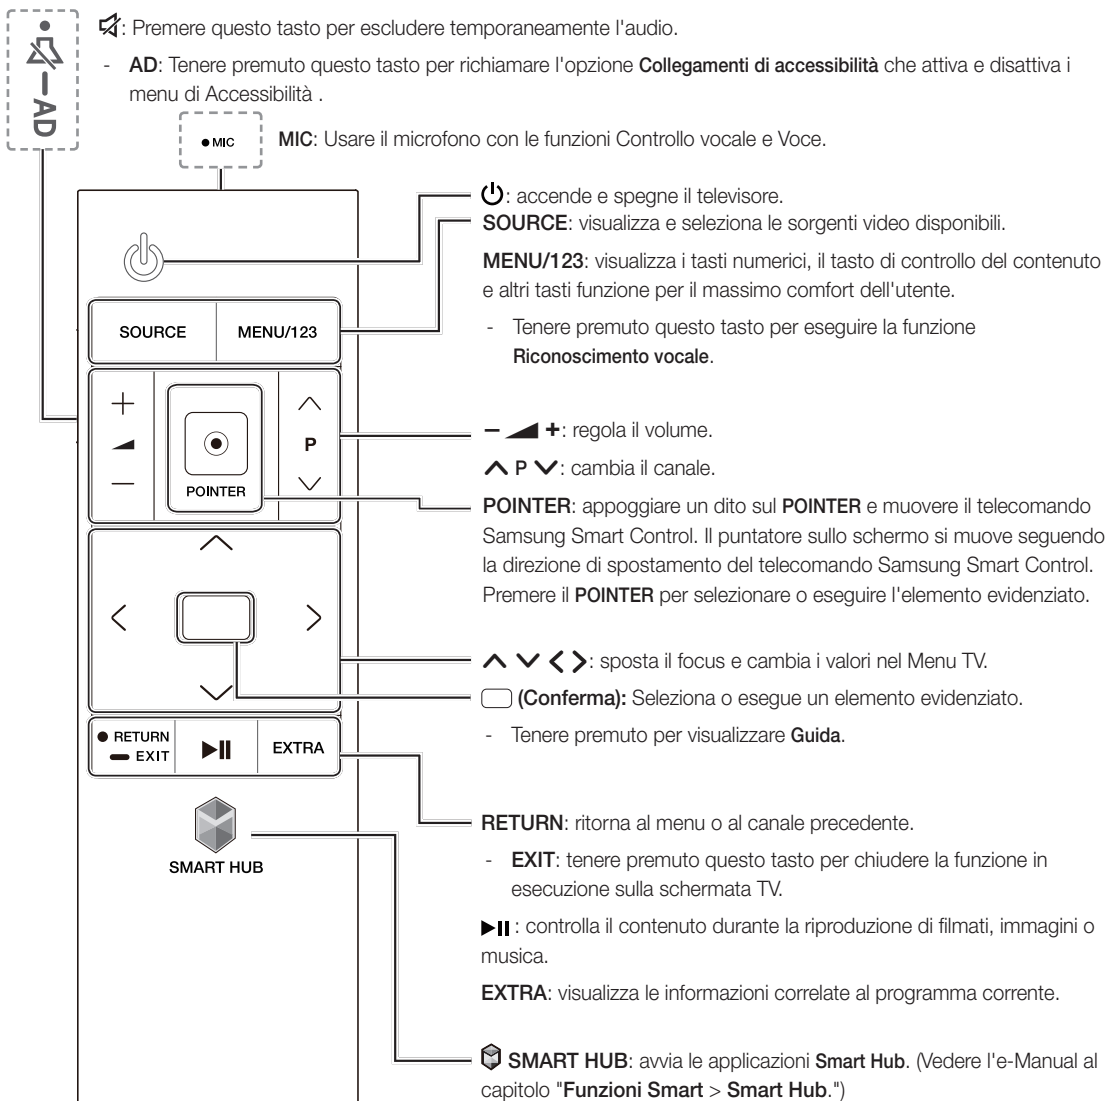 : Premere questo tasto per escludere temporaneamente l'audio.
- AD: Tenere premuto questo tasto per richiamare l'opzione Collegamenti di accessibilità che attiva e disattiva i
menu di Accessibilità .
AD
MIC
MIC: Usare il microfono con le funzioni Controllo vocale e Voce.
: accende e spegne il televisore.
SOURCE: visualizza e seleziona le sorgenti video disponibili.
MENU/123: visualizza i tasti numerici, il tasto di controllo del contenuto
e altri tasti funzione per il massimo comfort dell'utente.
- Tenere premuto questo tasto per eseguire la funzione
Riconoscimento vocale.
SOURCE
MENU/123
+
P
—
POINTER
− +: regola il volume.
P : cambia il canale.
POINTER: appoggiare un dito sul POINTER e muovere il telecomando
Samsung Smart Control. Il puntatore sullo schermo si muove seguendo
la direzione di spostamento del telecomando Samsung Smart Control.
Premere il POINTER per selezionare o eseguire l'elemento evidenziato.
: sposta il focus e cambia i valori nel Menu TV.
(Conferma): Seleziona o esegue un elemento evidenziato.
- Tenere premuto per visualizzare Guida.
RETURN
EXIT
EXTRA
SMART HUB
RETURN: ritorna al menu o al canale precedente.
- EXIT: tenere premuto questo tasto per chiudere la funzione in
esecuzione sulla schermata TV.
: controlla il contenuto durante la riproduzione di filmati, immagini o
musica.
EXTRA: visualizza le informazioni correlate al programma corrente.
SMART HUB: avvia le applicazioni Smart Hub. (Vedere l'e-Manual al
capitolo "Funzioni Smart > Smart Hub.")